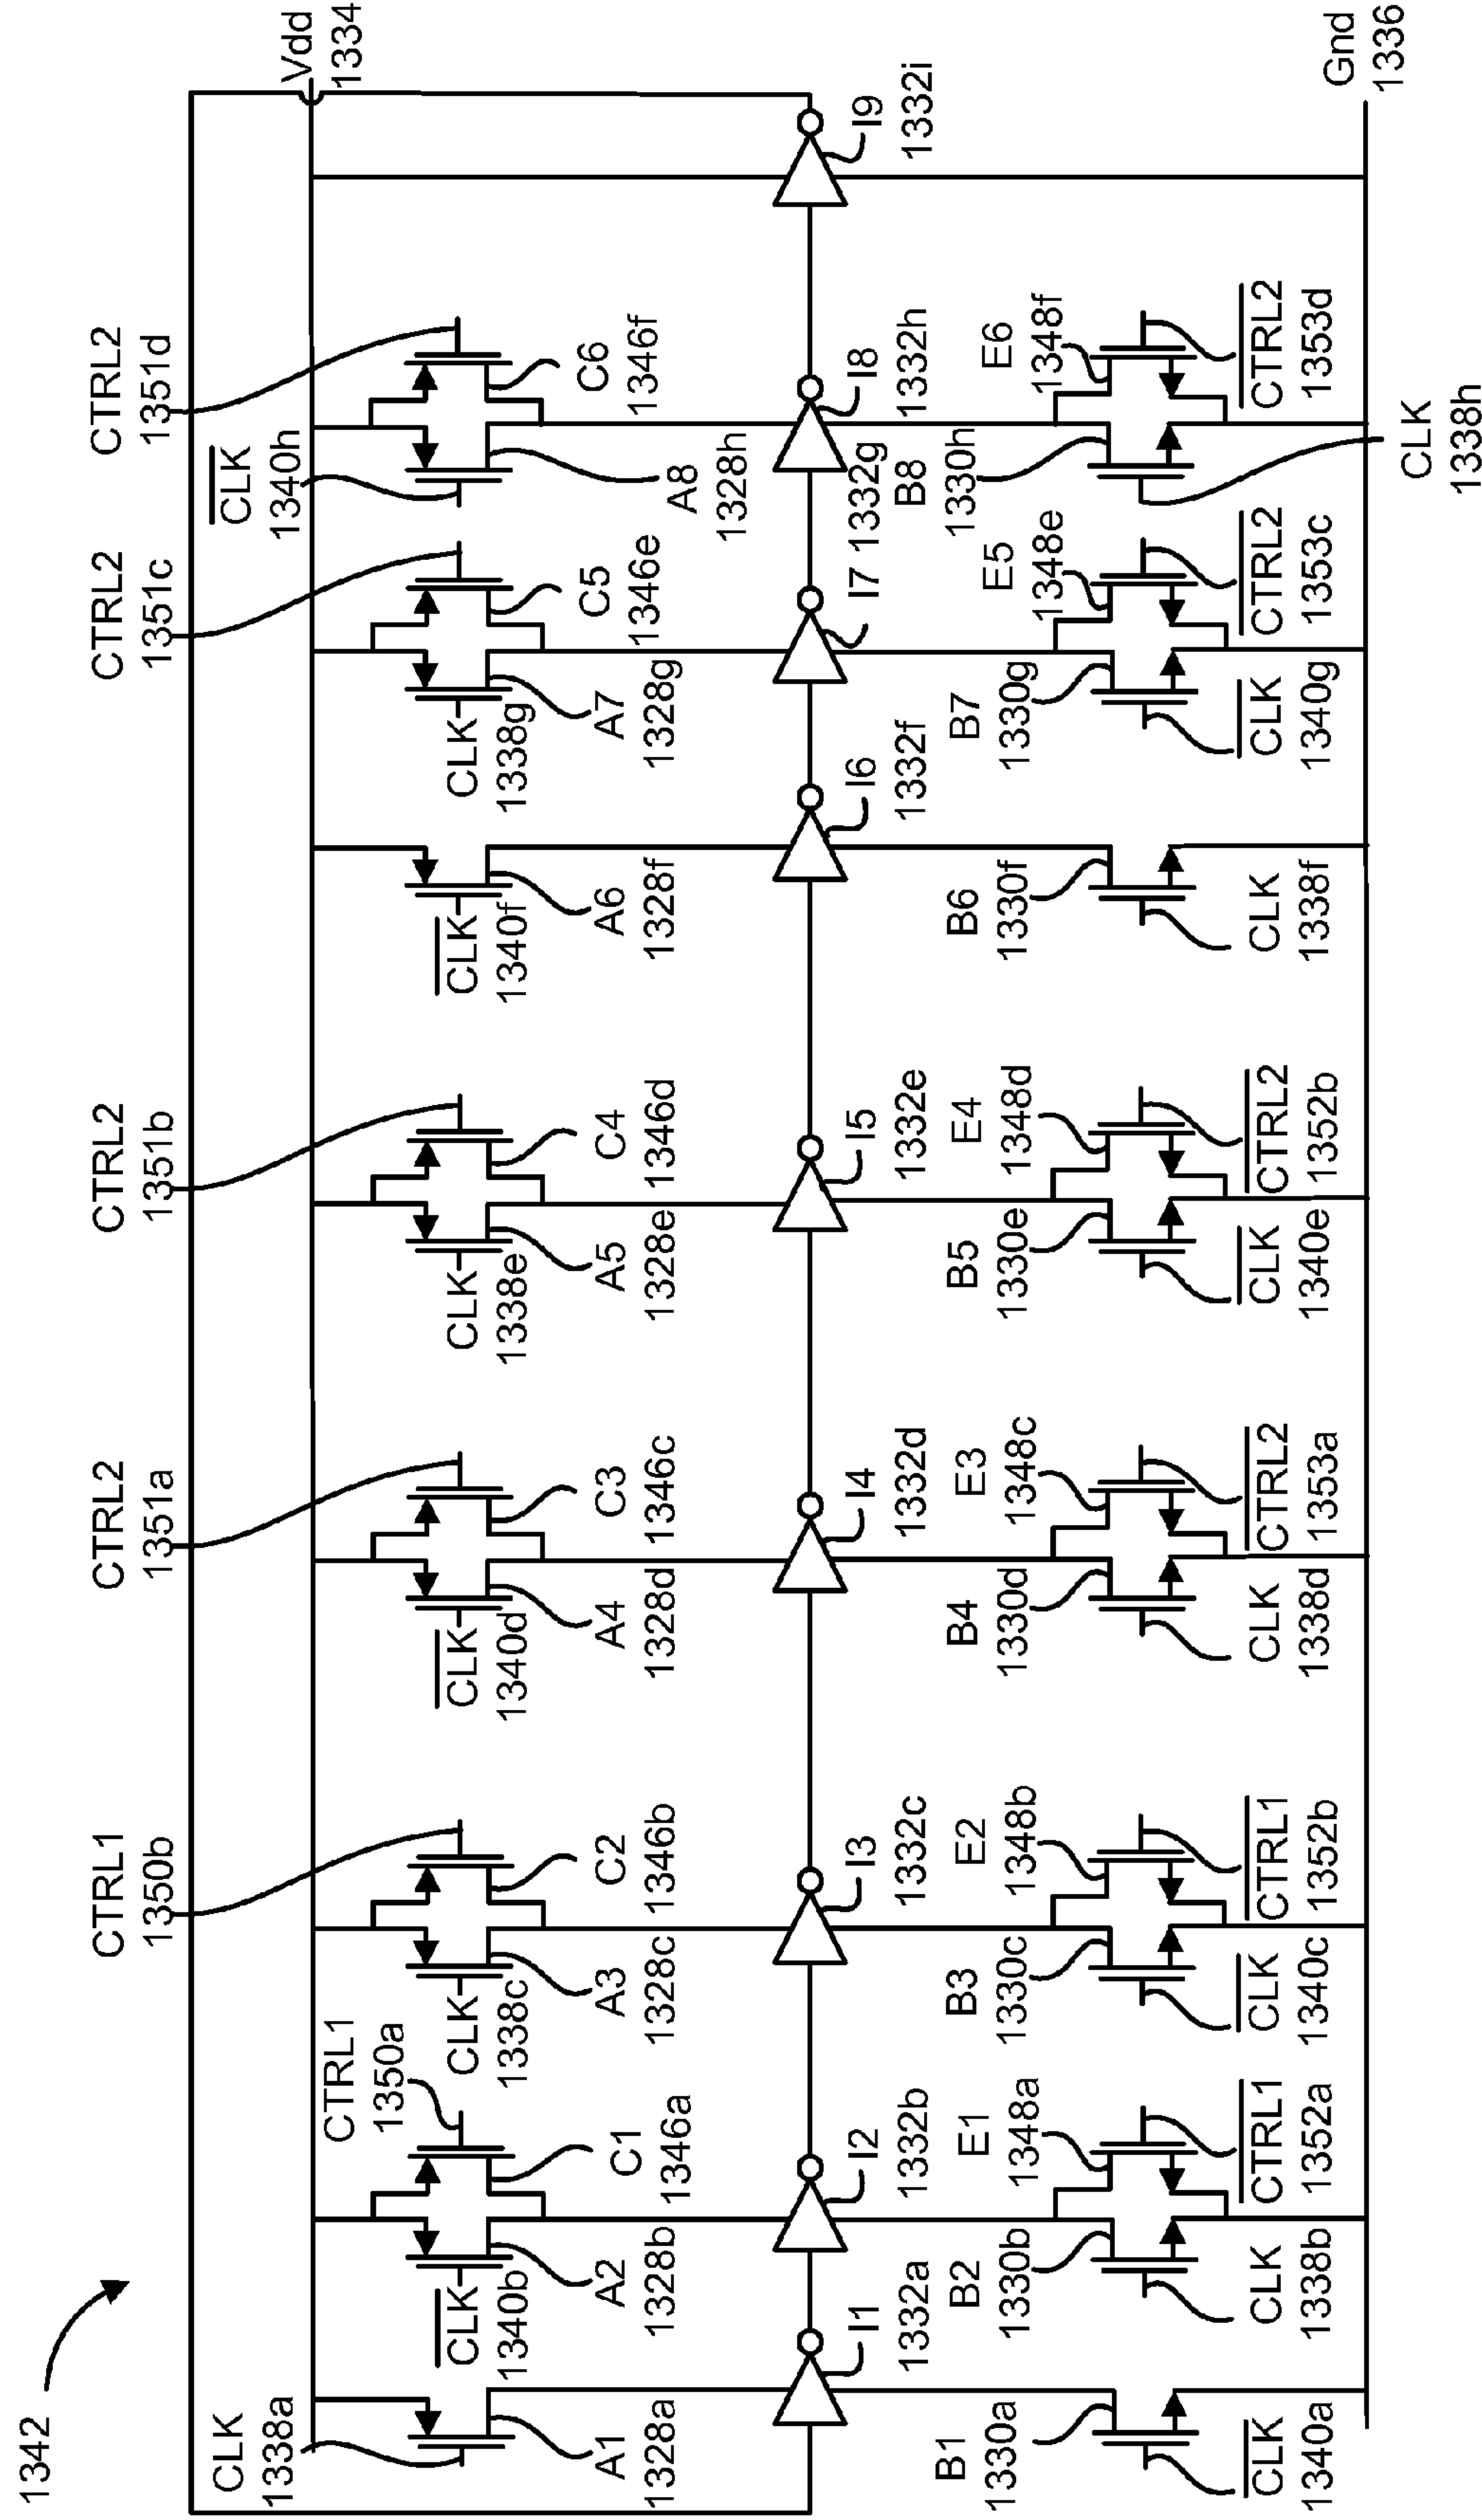 1342
CTRL1
1350b
CTRL2
1351a
CTRL2
1351b
CTRL2
1351c
CTRL2
1351d
CLK
1338a
CLK
1340h
Vdd
1334
CTRL1
1350a
CLK
1340b
CLK
1338c
CLK
1340d
CLK
1338e
CLK
1340f
CLK
1338g
A1
1328a
A2
1328b
C1
1346a
A3
1328c
C2
1346b
A4
1328d
C3
1346c
A5
1328e
C4
1346d
A6
1328f
A7
1328g
C5
1346e
A8
1328h
C6
1346f
I1
1332a
I2
1332b
I3
1332c
I4
1332d
I5
1332e
I6
1332f
I7
1332g
I8
1332h
I9
1332i
B1
1330a
B2
1330b
E1
1348a
B3
1330c
E2
1348b
B4
1330d
E3
1348c
B5
1330e
E4
1348d
B6
1330f
B7
1330g
E5
1348e
B8
1330h
E6
1348f
CLK
1340a
CLK
1338b
CTRL1
1352a
CLK
1340c
CTRL1
1352b
CLK
1338d
CTRL2
1353a
CLK
1340e
CTRL2
1352b
CLK
1338f
CLK
1340g
CTRL2
1353c
CTRL2
1353d
CLK
1338h
Gnd
1336